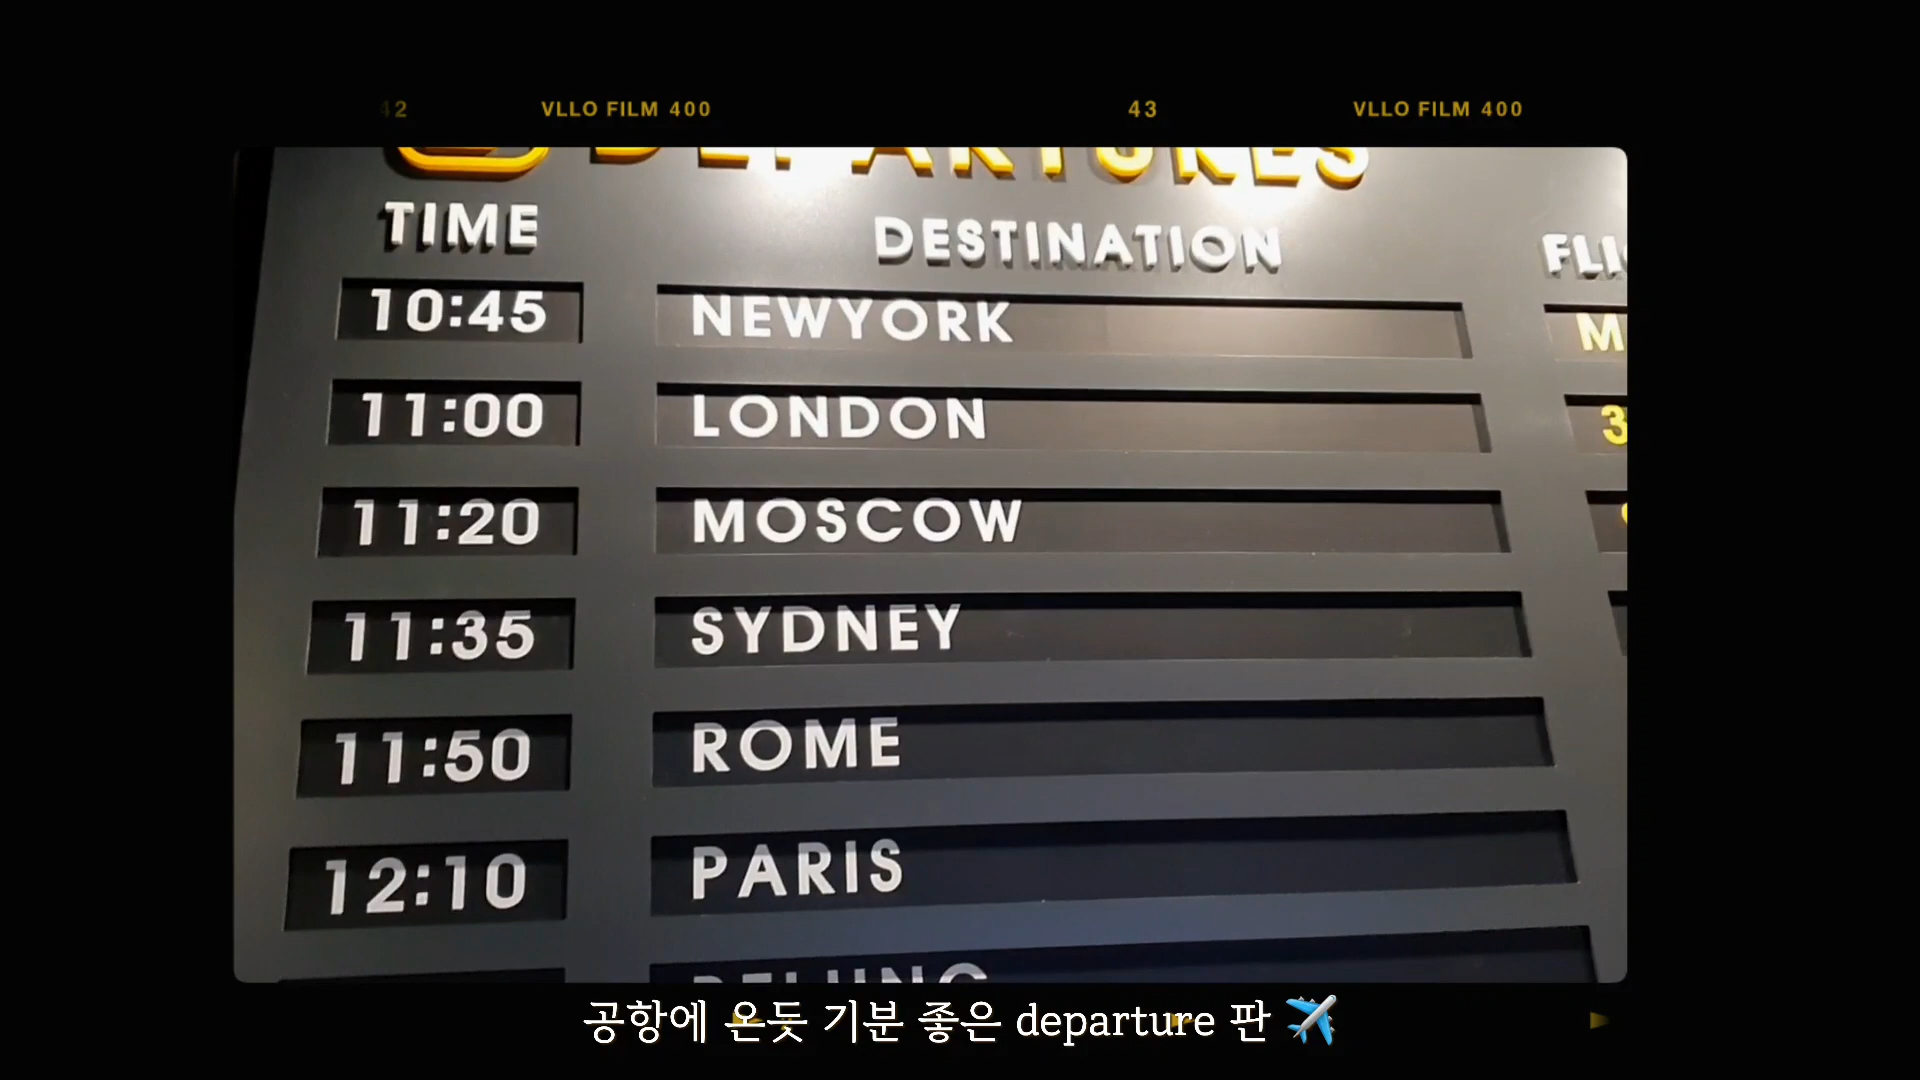 42 VLLO FILM 400 43 VLLO FILM 400
DEPARTURES
TIME DESTINATION
10:45 NEWYORK
11:00 LONDON
11:20 MOSCOW
11:35 SYDNEY
11:50 ROME
12:10 PARIS
BEIJING
공항에 온듯 기분 좋은 departure 판 ✈️